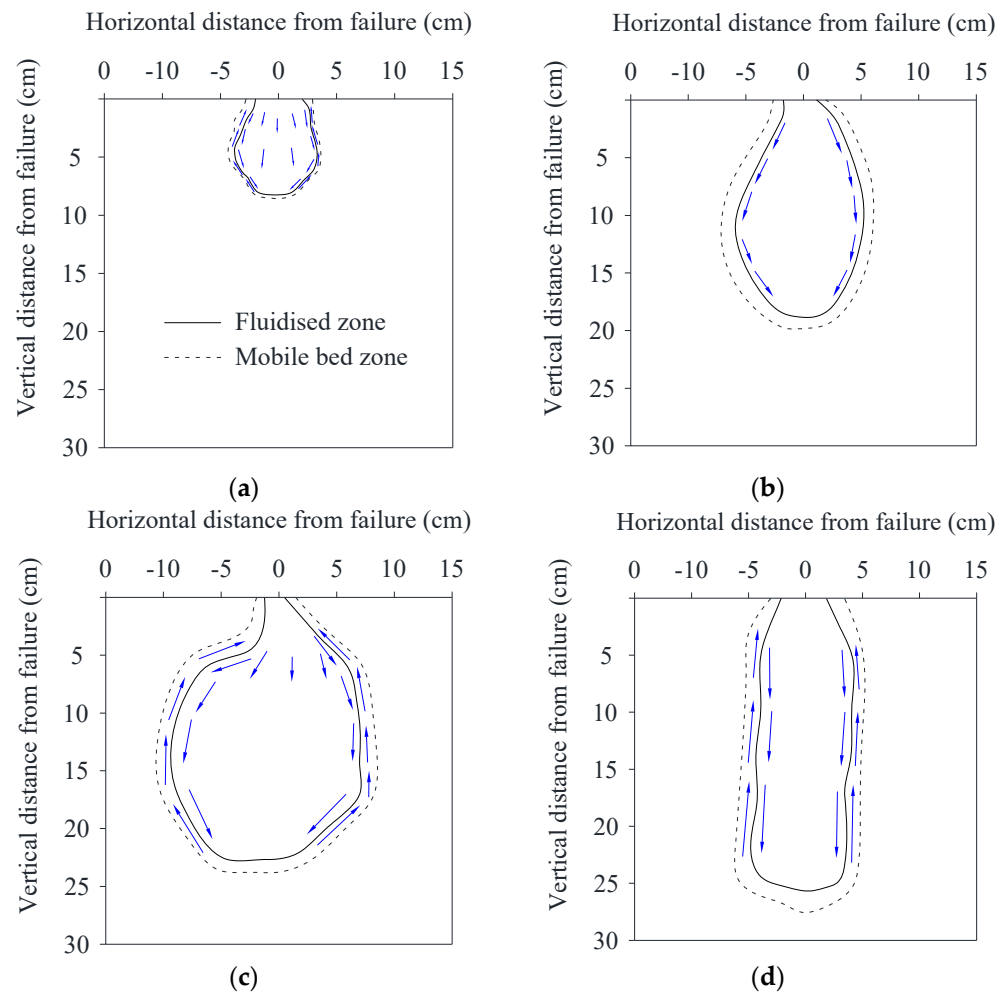 Horizontal distance from failure (cm)
0 -10 -5 0 5 10 15
Vertical distance from failure (cm)
5
10
15
20
25
30
Fluidised zone
Mobile bed zone
(a)
Horizontal distance from failure (cm)
0 -10 -5 0 5 10 15
Vertical distance from failure (cm)
5
10
15
20
25
30
(b)
Horizontal distance from failure (cm)
0 -10 -5 0 5 10 15
Vertical distance from failure (cm)
5
10
15
20
25
30
(c)
Horizontal distance from failure (cm)
0 -10 -5 0 5 10 15
Vertical distance from failure (cm)
5
10
15
20
25
30
(d)